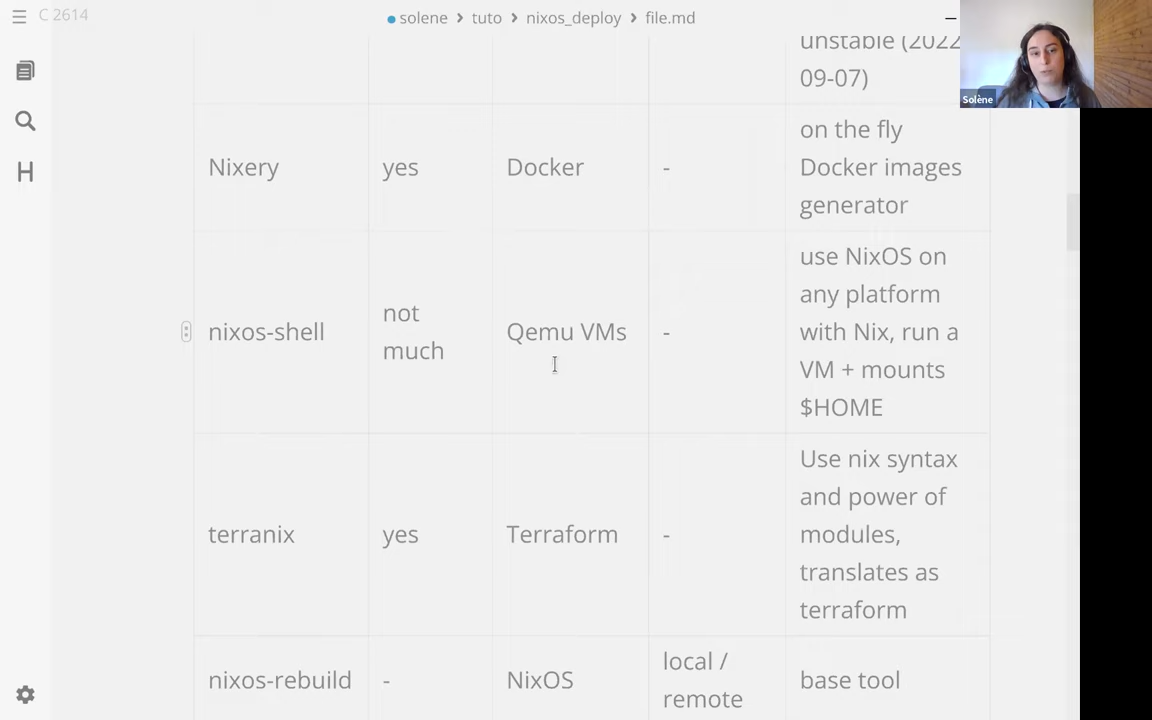 C 2614
solene > tuto > nixos_deploy > file.md
Solène
unstable (2022
09-07)
Nixery
yes
Docker
-
on the fly
Docker images
generator
nixos-shell
not
much
Qemu VMs
-
use NixOS on
any platform
with Nix, run a
VM + mounts
$HOME
terranix
yes
Terraform
-
Use nix syntax
and power of
modules,
translates as
terraform
nixos-rebuild
-
NixOS
local /
remote
base tool
H